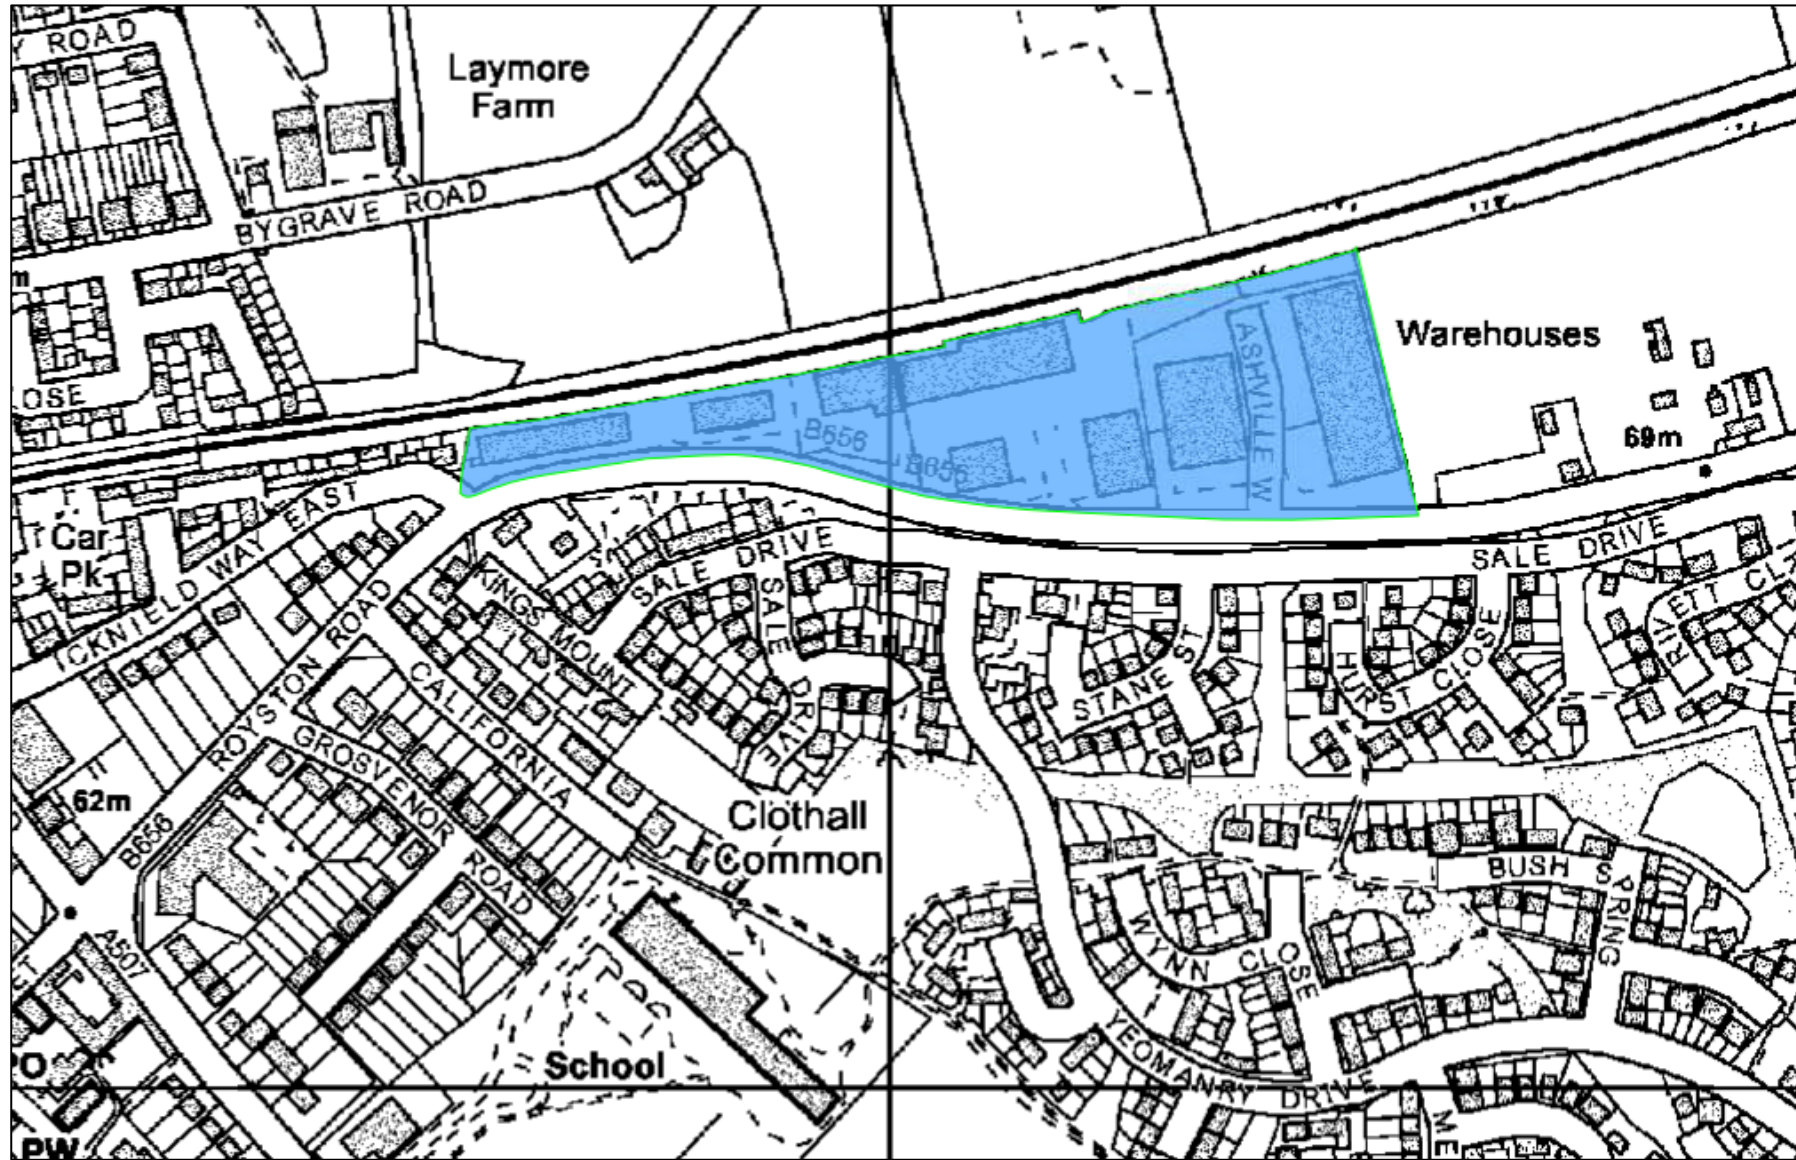 Y ROAD
Laymore
Farm
BYGRAVE ROAD
m
Warehouses
ASHVILLE W
LOSE
B656
B656
69m
Car
Pk
ICKNIELD WAY EAST
SALE DRIVE
SALE DRIVE
KINGS MOUNT
SALE DRIVE
RIVETT CL
STANE ST
HURST CLOSE
ROYSTON ROAD
CALIFORNIA
GROSVENOR ROAD
62m
B656
Clothall
Common
BUSH SPRING
WYNN CLOSE
A507
School
YEOMANRY DRIVE
PO
PW
ME